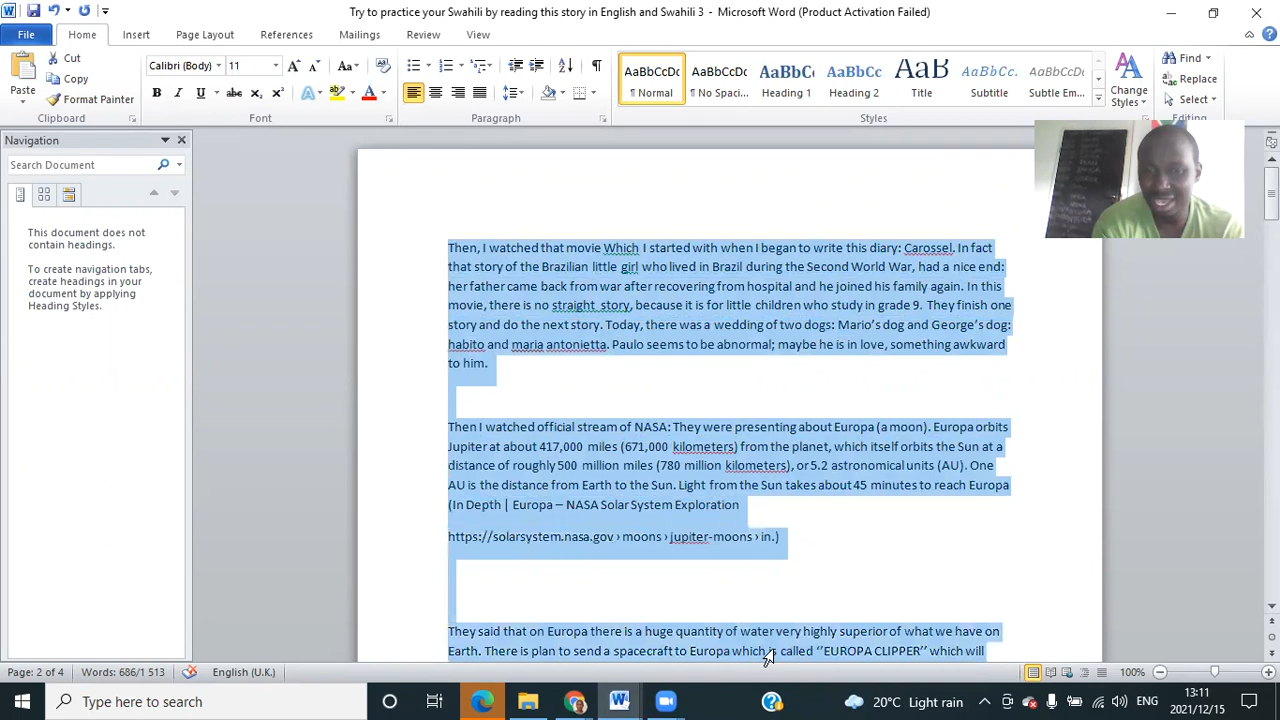 Try to practice your Swahili by reading this story in English and Swahili 3 - Microsoft Word (Product Activation Failed)
File Home Insert Page Layout References Mailings Review View
Paste
Cut
Copy
Format Painter
Calibri (Body) 11
AaBbCcDc AaBbCcDc AaBbC( AaBbCc AaB AaBbCc. AaBbCcD.
¶ Normal ¶ No Spaci... Heading 1 Heading 2 Title Subtitle Subtle Em...
Change
Styles
Find
Replace
Select
Clipboard Font Paragraph Styles Editing
Navigation
Search Document
This document does not
contain headings.
To create navigation tabs,
create headings in your
document by applying
Heading Styles.
Then, I watched that movie Which I started with when I began to write this diary: Carossel. In fact
that story of the Brazilian little girl who lived in Brazil during the Second World War, had a nice end:
her father came back from war after recovering from hospital and he joined his family again. In this
movie, there is no straight story, because it is for little children who study in grade 9. They finish one
story and do the next story. Today, there was a wedding of two dogs: Mario’s dog and George’s dog:
habito and maria antonietta. Paulo seems to be abnormal; maybe he is in love, something awkward
to him.
Then I watched official stream of NASA: They were presenting about Europa (a moon). Europa orbits
Jupiter at about 417,000 miles (671,000 kilometers) from the planet, which itself orbits the Sun at a
distance of roughly 500 million miles (780 million kilometers), or 5.2 astronomical units (AU). One
AU is the distance from Earth to the Sun. Light from the Sun takes about 45 minutes to reach Europa
(In Depth | Europa – NASA Solar System Exploration
https://solarsystem.nasa.gov › moons › jupiter-moons › in.)
They said that on Europa there is a huge quantity of water very highly superior of what we have on
Earth. There is plan to send a spacecraft to Europa which is called ‘’EUROPA CLIPPER’’ which will
Page: 2 of 4 Words: 686/1 513 English (U.K.) 100%
Type here to search
20°C Light rain
ENG
13:11
2021/12/15